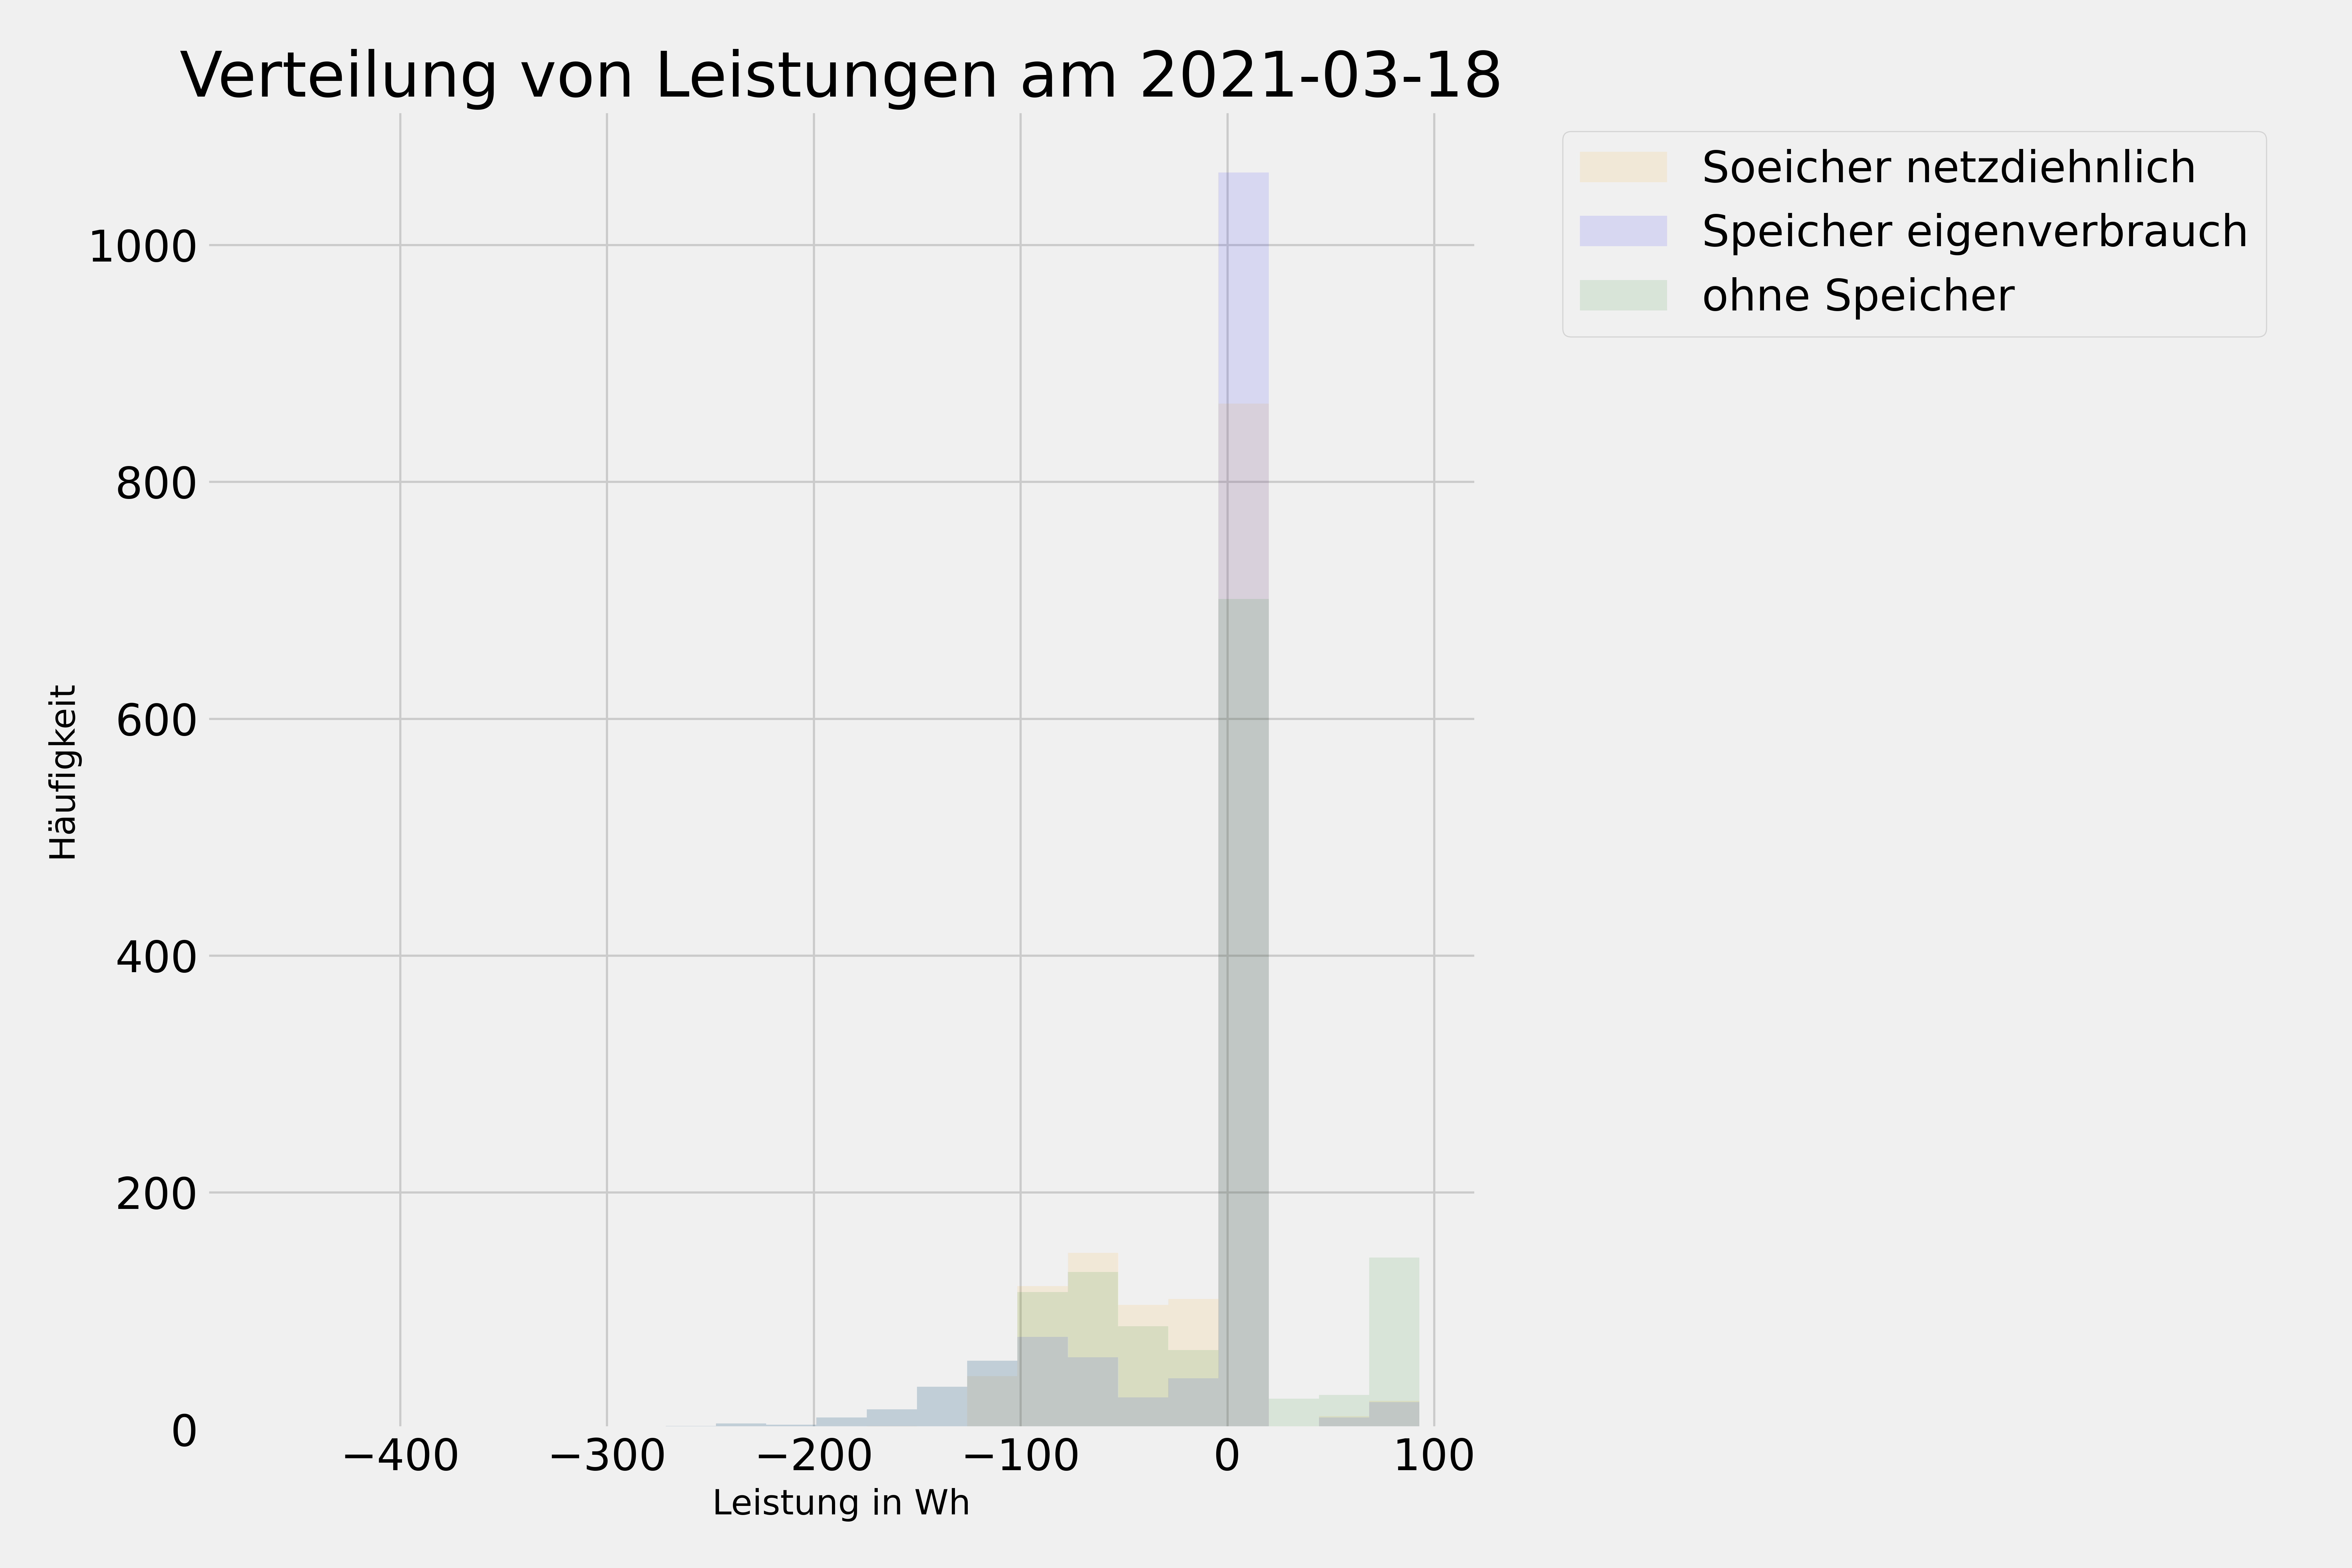 Verteilung von Leistungen am 2021-03-18
Soeicher netzdiehnlich
Speicher eigenverbrauch
ohne Speicher
1000
800
600
400
200
0
Häufigkeit
−400 −300 −200 −100 0 100
Leistung in Wh